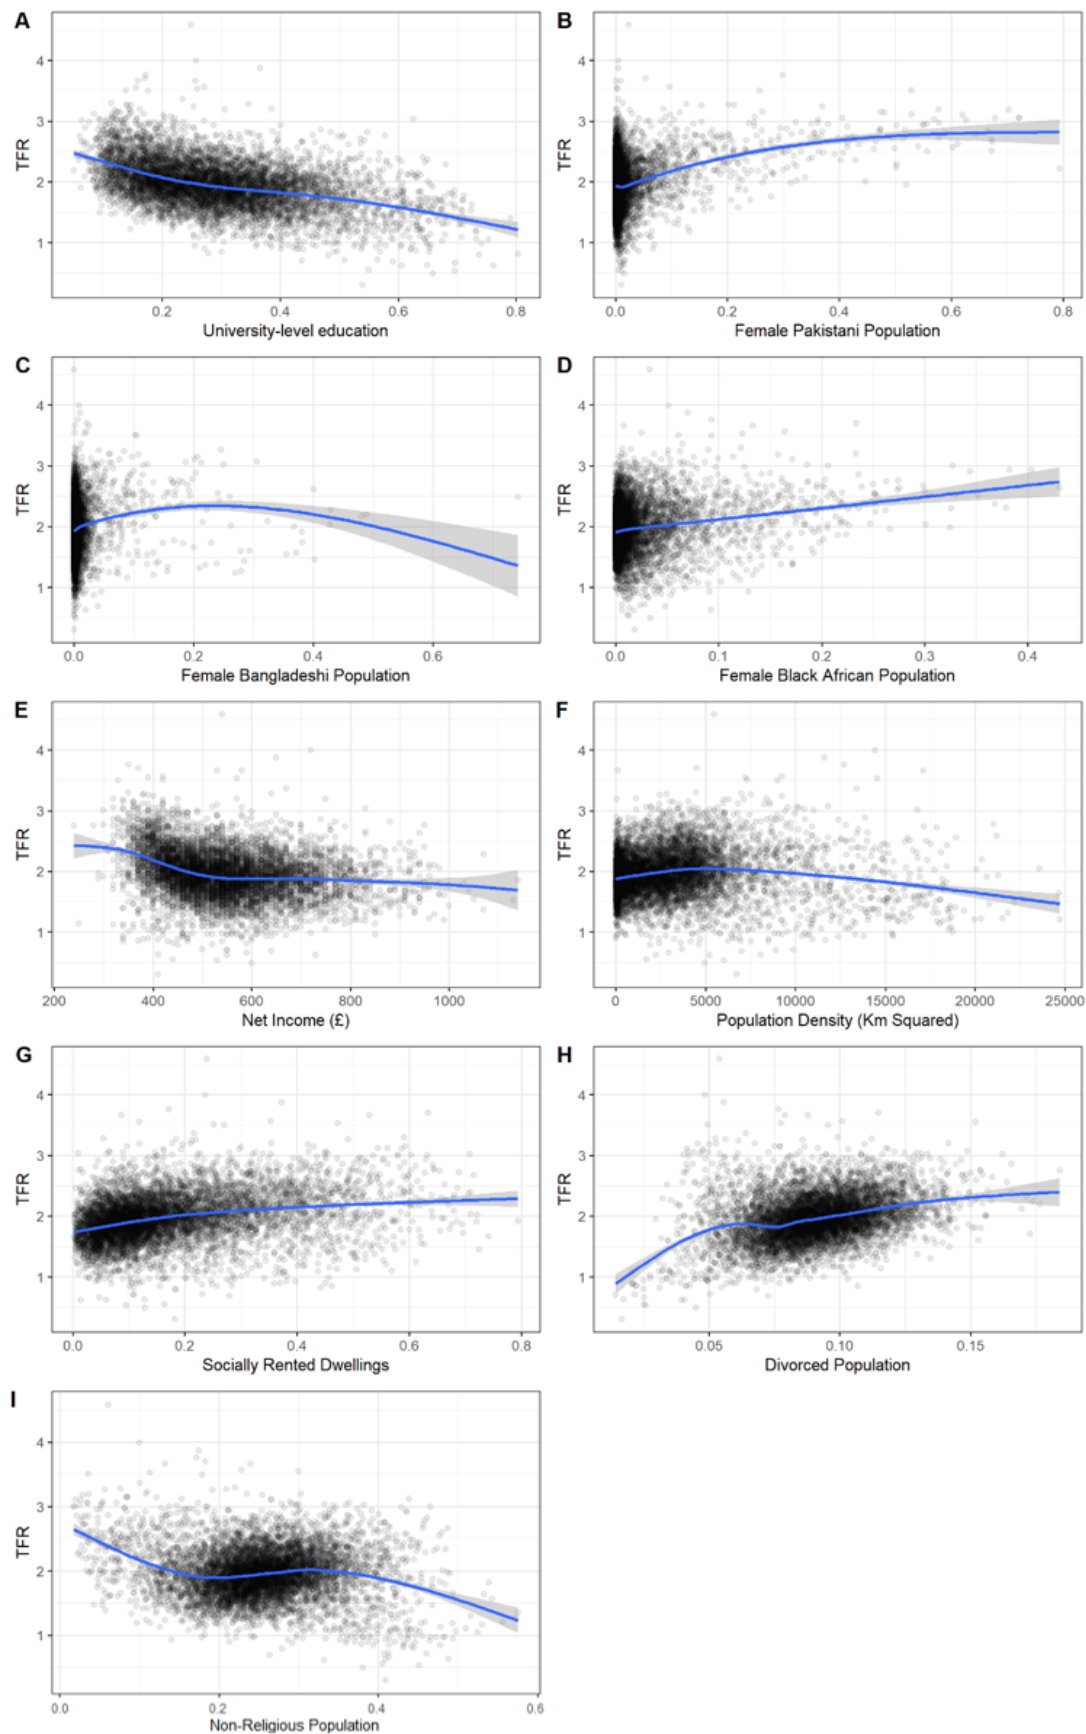 A
B
TFR
4
3
2
1
0.2
0.4
0.6
0.8
University-level education
TFR
4
3
2
1
0.0
0.2
0.4
0.6
0.8
Female Pakistani Population
C
D
TFR
4
3
2
1
0.0
0.2
0.4
0.6
Female Bangladeshi Population
TFR
4
3
2
1
0.0
0.1
0.2
0.3
0.4
Female Black African Population
E
F
TFR
4
3
2
1
200
400
600
800
1000
Net Income (£)
TFR
4
3
2
1
0
5000
10000
15000
20000
25000
Population Density (Km Squared)
G
H
TFR
4
3
2
1
0.0
0.2
0.4
0.6
0.8
Socially Rented Dwellings
TFR
4
3
2
1
0.05
0.10
0.15
Divorced Population
I
TFR
4
3
2
1
0.0
0.2
0.4
0.6
Non-Religious Population